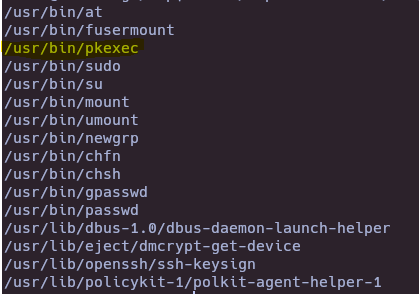 /usr/bin/at
/usr/bin/fusermount
/usr/bin/pkexec
/usr/bin/sudo
/usr/bin/su
/usr/bin/mount
/usr/bin/umount
/usr/bin/newgrp
/usr/bin/chfn
/usr/bin/chsh
/usr/bin/gpasswd
/usr/bin/passwd
/usr/lib/dbus-1.0/dbus-daemon-launch-helper
/usr/lib/eject/dmcrypt-get-device
/usr/lib/openssh/ssh-keysign
/usr/lib/policykit-1/polkit-agent-helper-1